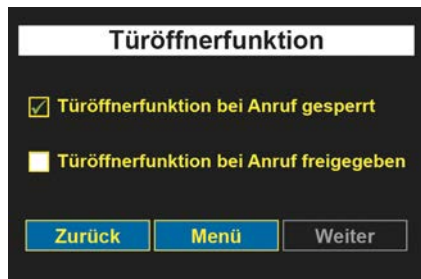 Türöffnerfunktion
Türöffnerfunktion bei Anruf gesperrt
Türöffnerfunktion bei Anruf freigegeben
Zurück Menü Weiter